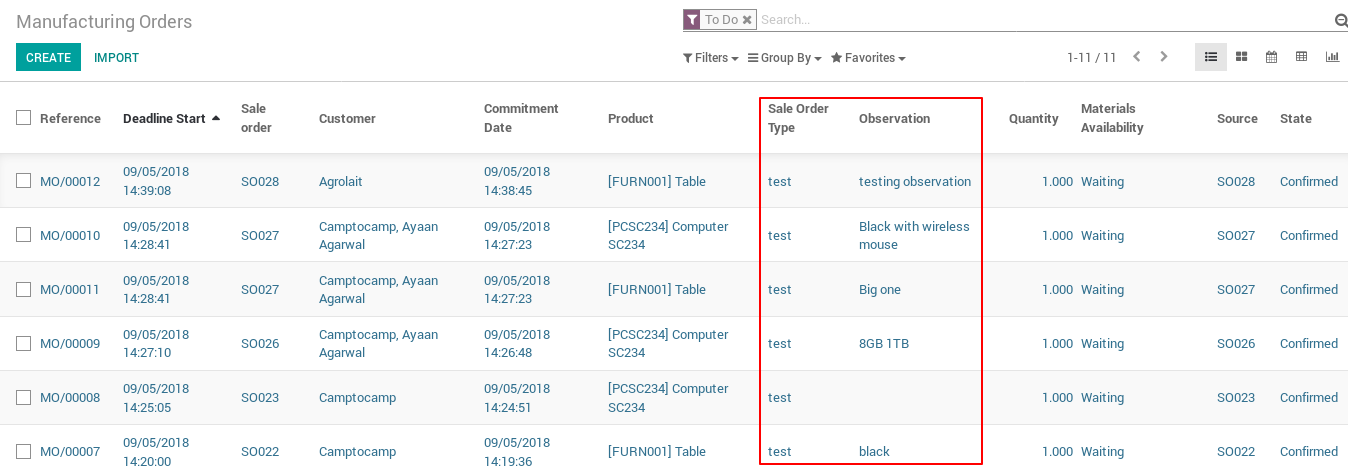 Manufacturing Orders
To Do ✖ Search...
CREATE IMPORT
Filters Group By Favorites 1-11 / 11
Reference Deadline Start Sale order Customer Commitment Date Product Sale Order Type Observation Quantity Materials Availability Source State
MO/00012 09/05/2018 14:39:08 SO028 Agrolait 09/05/2018 14:38:45 [FURN001] Table test testing observation 1.000 Waiting SO028 Confirmed
MO/00010 09/05/2018 14:28:41 SO027 Camptocamp, Ayaan Agarwal 09/05/2018 14:27:23 [PCSC234] Computer SC234 test Black with wireless mouse 1.000 Waiting SO027 Confirmed
MO/00011 09/05/2018 14:28:41 SO027 Camptocamp, Ayaan Agarwal 09/05/2018 14:27:23 [FURN001] Table test Big one 1.000 Waiting SO027 Confirmed
MO/00009 09/05/2018 14:27:10 SO026 Camptocamp, Ayaan Agarwal 09/05/2018 14:26:48 [PCSC234] Computer SC234 test 8GB 1TB 1.000 Waiting SO026 Confirmed
MO/00008 09/05/2018 14:25:05 SO023 Camptocamp 09/05/2018 14:24:51 [PCSC234] Computer SC234 test 1.000 Waiting SO023 Confirmed
MO/00007 09/05/2018 14:20:00 SO022 Camptocamp 09/05/2018 14:19:36 [FURN001] Table test black 1.000 Waiting SO022 Confirmed